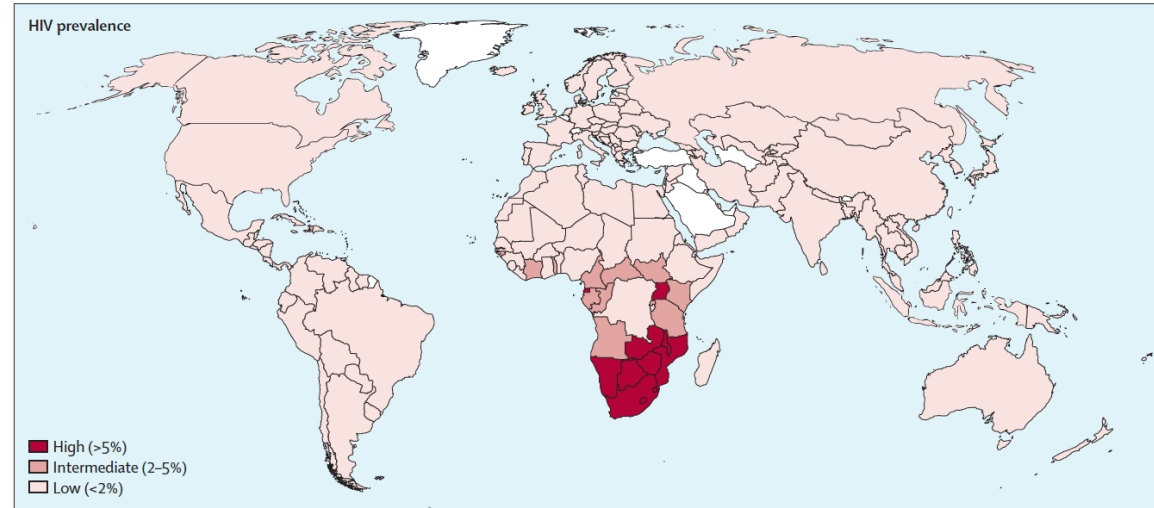 HIV prevalence
High (>5%)
Intermediate (2–5%)
Low (<2%)